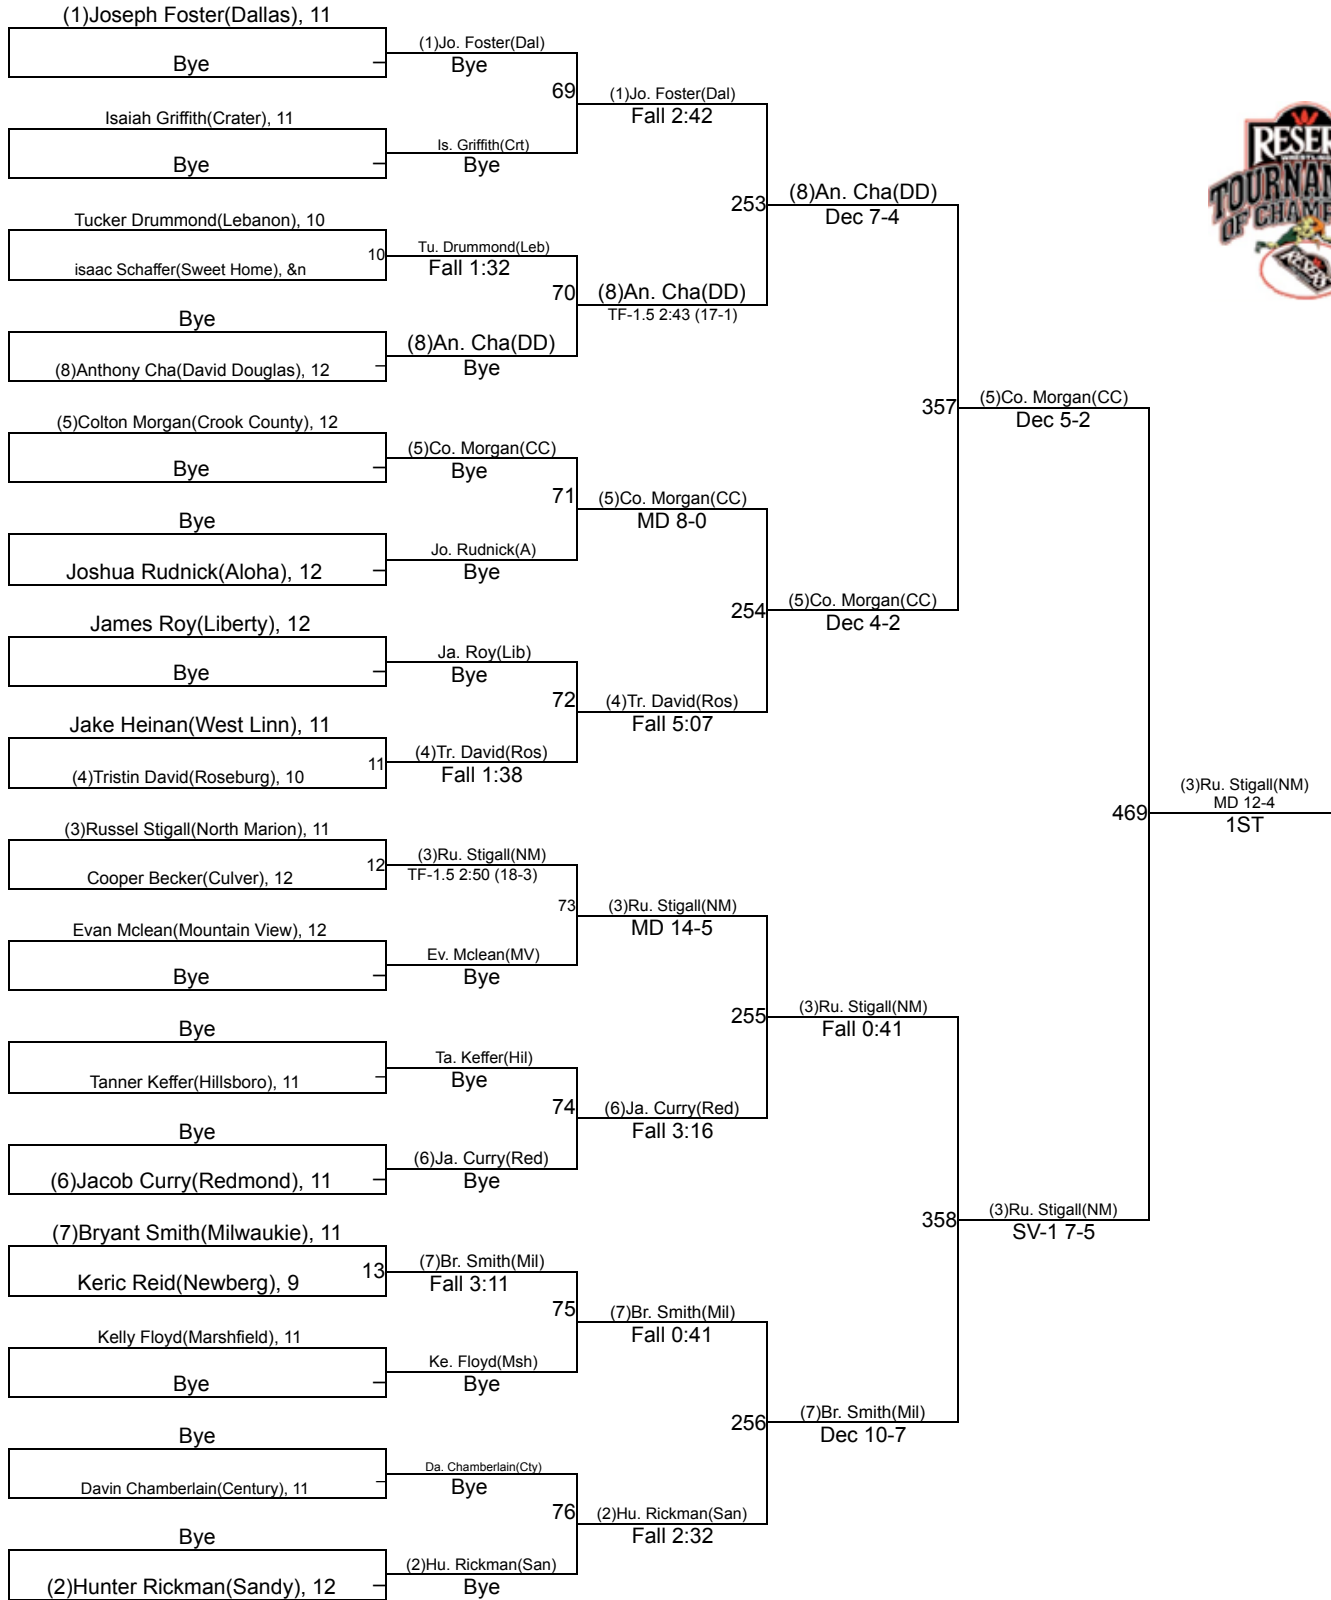 (1)Joseph Foster(Dallas), 11
Bye
(1)Jo. Foster(Dal)
Bye
69
Isaiah Griffith(Crater), 11
Bye
Is. Griffith(Crt)
Bye
(1)Jo. Foster(Dal)
Fall 2:42
Tucker Drummond(Lebanon), 10
isaac Schaffer(Sweet Home), &n
10
Tu. Drummond(Leb)
Fall 1:32
70
Bye
(8)Anthony Cha(David Douglas), 12
(8)An. Cha(DD)
Bye
(8)An. Cha(DD)
TF-1.5 2:43 (17-1)
253
(8)An. Cha(DD)
Dec 7-4
(5)Colton Morgan(Crook County), 12
Bye
(5)Co. Morgan(CC)
Bye
71
Bye
Joshua Rudnick(Aloha), 12
Jo. Rudnick(A)
Bye
(5)Co. Morgan(CC)
MD 8-0
James Roy(Liberty), 12
Bye
Ja. Roy(Lib)
Bye
72
Jake Heinan(West Linn), 11
(4)Tristin David(Roseburg), 10
11
(4)Tr. David(Ros)
Fall 1:38
(4)Tr. David(Ros)
Fall 5:07
254
(5)Co. Morgan(CC)
Dec 4-2
357
(5)Co. Morgan(CC)
Dec 5-2
(3)Russel Stigall(North Marion), 11
Cooper Becker(Culver), 12
12
(3)Ru. Stigall(NM)
TF-1.5 2:50 (18-3)
73
Evan Mclean(Mountain View), 12
Bye
Ev. Mclean(MV)
Bye
(3)Ru. Stigall(NM)
MD 14-5
Bye
Tanner Keffer(Hillsboro), 11
Ta. Keffer(Hil)
Bye
74
Bye
(6)Jacob Curry(Redmond), 11
(6)Ja. Curry(Red)
Bye
(6)Ja. Curry(Red)
Fall 3:16
255
(3)Ru. Stigall(NM)
Fall 0:41
(7)Bryant Smith(Milwaukie), 11
Keric Reid(Newberg), 9
13
(7)Br. Smith(Mil)
Fall 3:11
75
Kelly Floyd(Marshfield), 11
Bye
Ke. Floyd(Msh)
Bye
(7)Br. Smith(Mil)
Fall 0:41
Bye
Davin Chamberlain(Century), 11
Da. Chamberlain(Cty)
Bye
76
Bye
(2)Hunter Rickman(Sandy), 12
(2)Hu. Rickman(San)
Bye
(2)Hu. Rickman(San)
Fall 2:32
256
(7)Br. Smith(Mil)
Dec 10-7
358
(3)Ru. Stigall(NM)
SV-1 7-5
469
(3)Ru. Stigall(NM)
MD 12-4
1ST